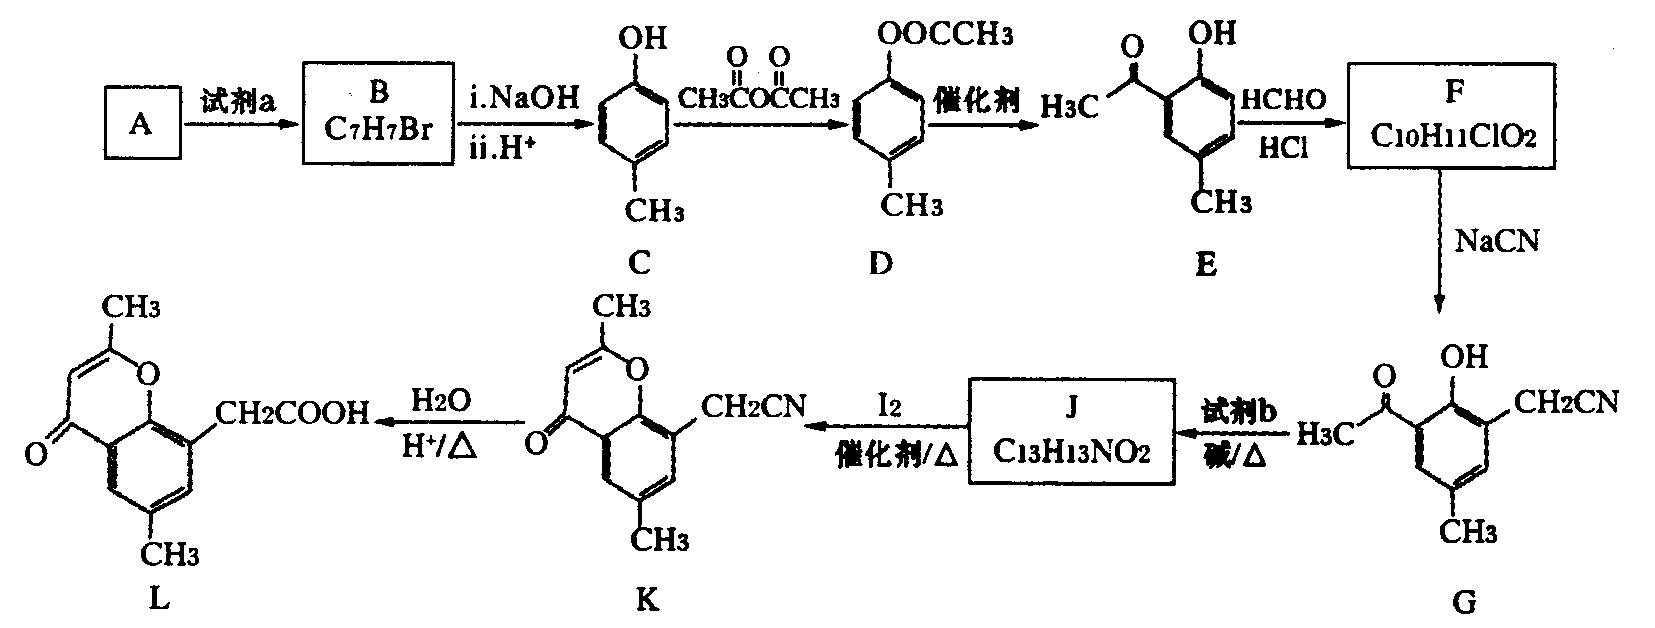 A
试剂a
B
C7H7Br
i.NaOH
ii.H+
OH
CH3
C
O O
CH3COCCH3
OOCCH3
CH3
D
催化剂
O
OH
H3C
CH3
E
HCHO
HCl
F
C10H11ClO2
NaCN
OH
O
H3C
CH2CN
CH3
G
试剂b
碱/△
J
C13H13NO2
I2
催化剂/△
CH3
O
O
CH2CN
CH3
K
H2O
H+/△
CH3
O
O
CH2COOH
CH3
L